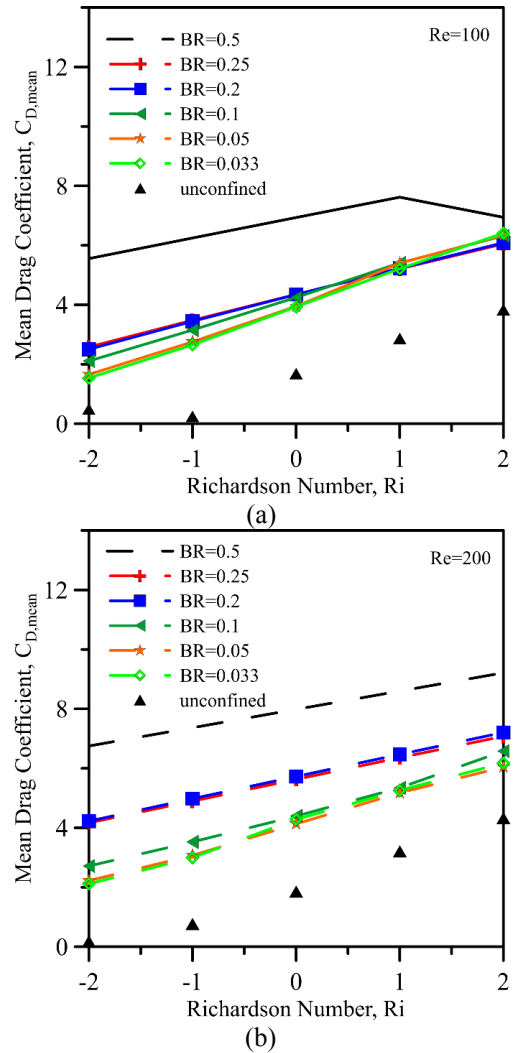 BR=0.5
Re=100
BR=0.25
BR=0.2
BR=0.1
BR=0.05
BR=0.033
unconfined
Mean Drag Coefficient, C_D,mean
12
8
4
0
-2 -1 0 1 2
Richardson Number, Ri
(a)
BR=0.5
Re=200
BR=0.25
BR=0.2
BR=0.1
BR=0.05
BR=0.033
unconfined
Mean Drag Coefficient, C_D,mean
12
8
4
0
-2 -1 0 1 2
Richardson Number, Ri
(b)